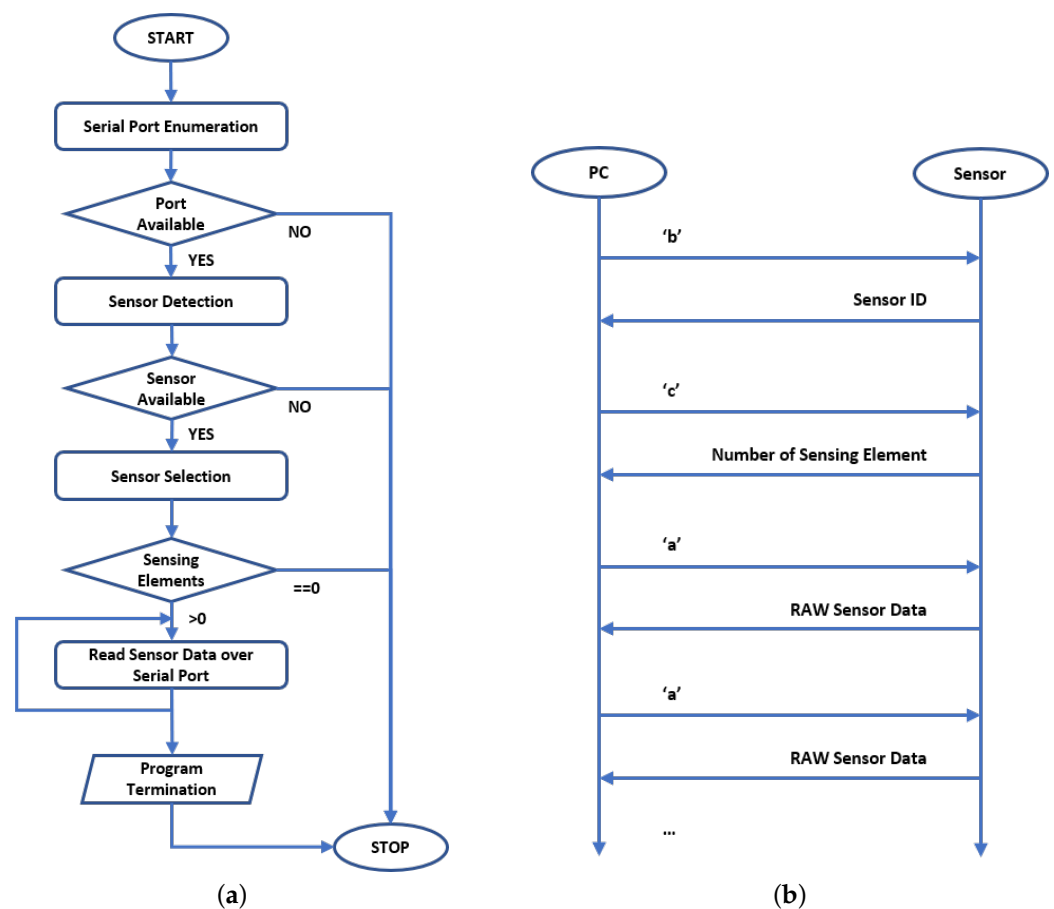 START
Serial Port Enumeration
Port
Available
NO
YES
Sensor Detection
Sensor
Available
NO
YES
Sensor Selection
Sensing
Elements
==0
>0
Read Sensor Data over
Serial Port
Program
Termination
STOP
(a)
PC
Sensor
‘b’
Sensor ID
‘c’
Number of Sensing Element
‘a’
RAW Sensor Data
‘a’
RAW Sensor Data
...
(b)